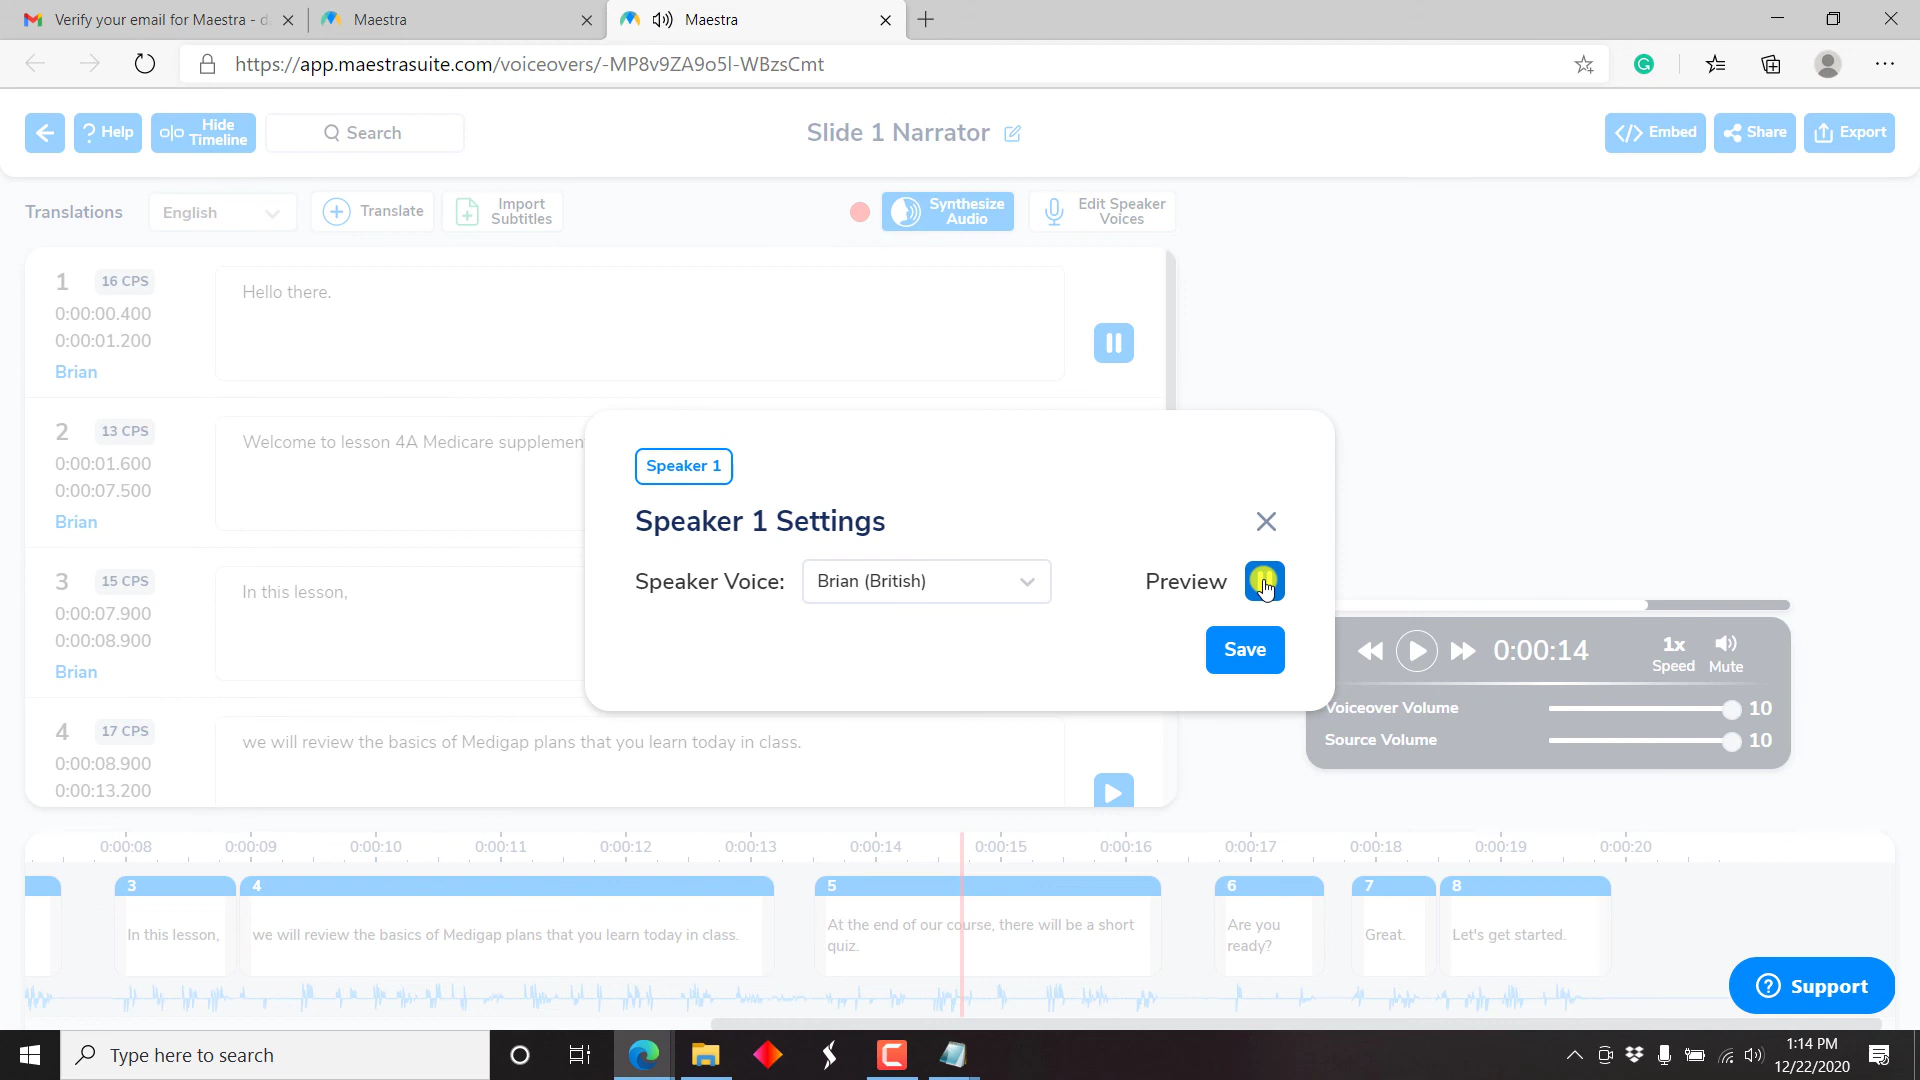 Verify your email for Maestra - d
Maestra
Maestra
https://app.maestrasuite.com/voiceovers/-MP8v9ZA9o5l-WBzsCmt
? Help
Hide
Timeline
Search
Slide 1 Narrator
Embed
Share
Export
Translations
English
Translate
Import
Subtitles
Synthesize
Audio
Edit Speaker
Voices
1
16 CPS
0:00:00.400
0:00:01.200
Brian
Hello there.
2
13 CPS
0:00:01.600
0:00:07.500
Brian
Welcome to lesson 4A Medicare supplemen
3
15 CPS
0:00:07.900
0:00:08.900
Brian
In this lesson,
4
17 CPS
0:00:08.900
0:00:13.200
we will review the basics of Medigap plans that you learn today in class.
Speaker 1
Speaker 1 Settings
Speaker Voice:
Brian (British)
Preview
Save
0:00:14
1x
Speed
Mute
Voiceover Volume
10
Source Volume
10
0:00:08
0:00:09
0:00:10
0:00:11
0:00:12
0:00:13
0:00:14
0:00:15
0:00:16
0:00:17
0:00:18
0:00:19
0:00:20
3
In this lesson,
4
we will review the basics of Medigap plans that you learn today in class.
5
At the end of our course, there will be a short
quiz.
6
Are you
ready?
7
Great.
8
Let's get started.
? Support
Type here to search
1:14 PM
12/22/2020